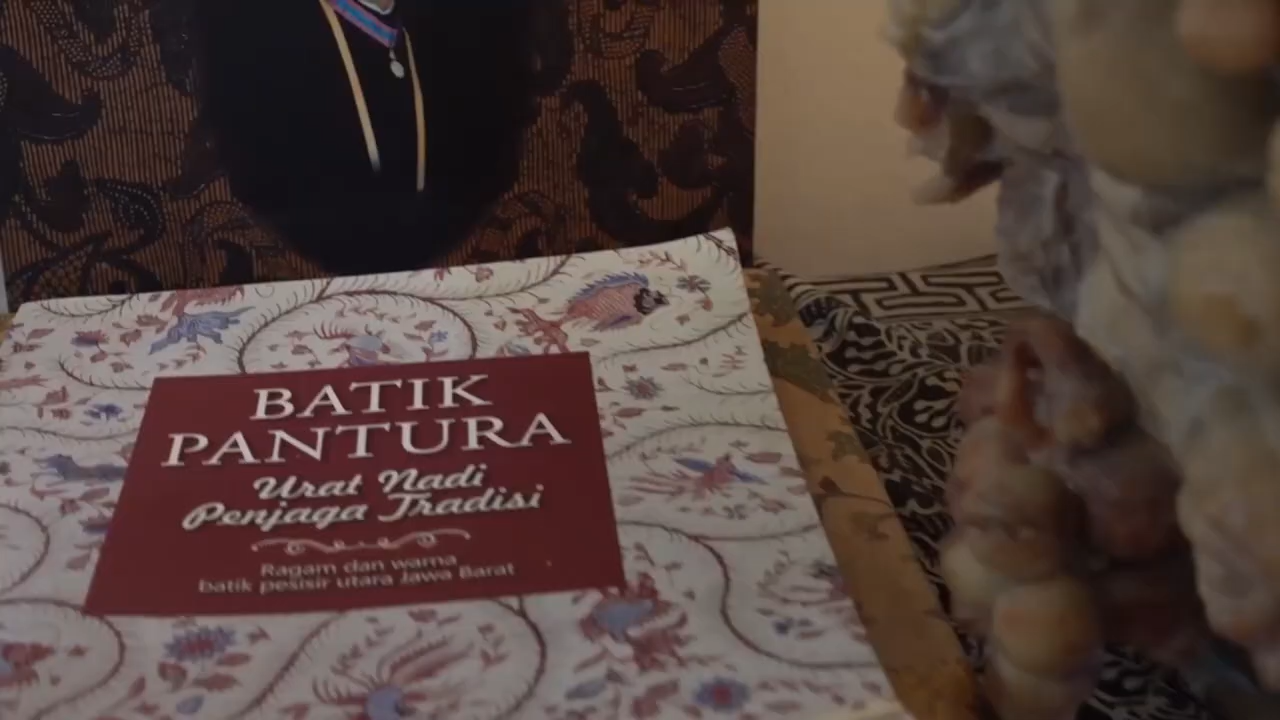 BATIK
PANTURA
Urat Nadi
Penjaga Tradisi
Ragam dan warna
batik pesisir utara Jawa Barat